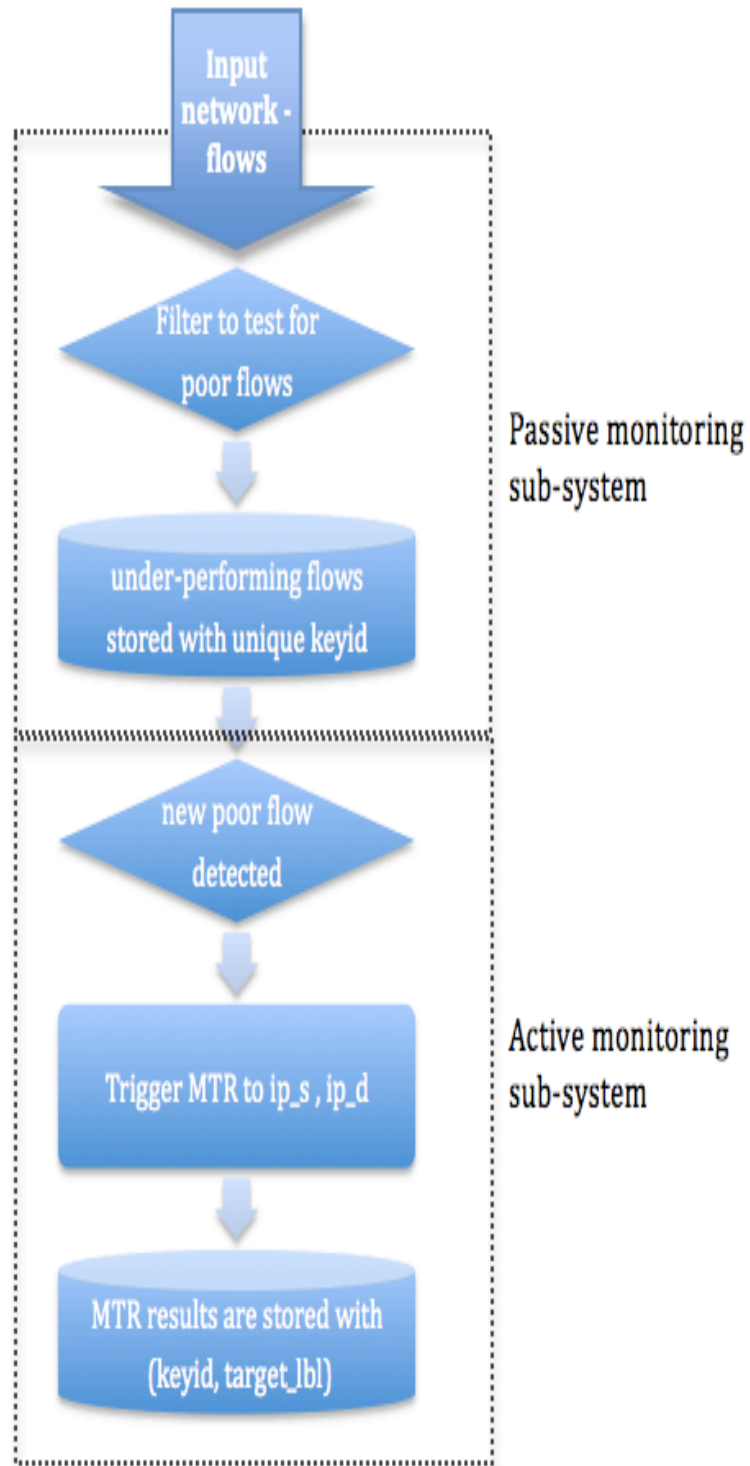 Input
network -
flows
Filter to test for
poor flows
Passive monitoring
sub-system
under-performing flows
stored with unique keyid
new poor flow
detected
Trigger MTR to ip_s , ip_d
Active monitoring
sub-system
MTR results are stored with
(keyid, target_lbl)